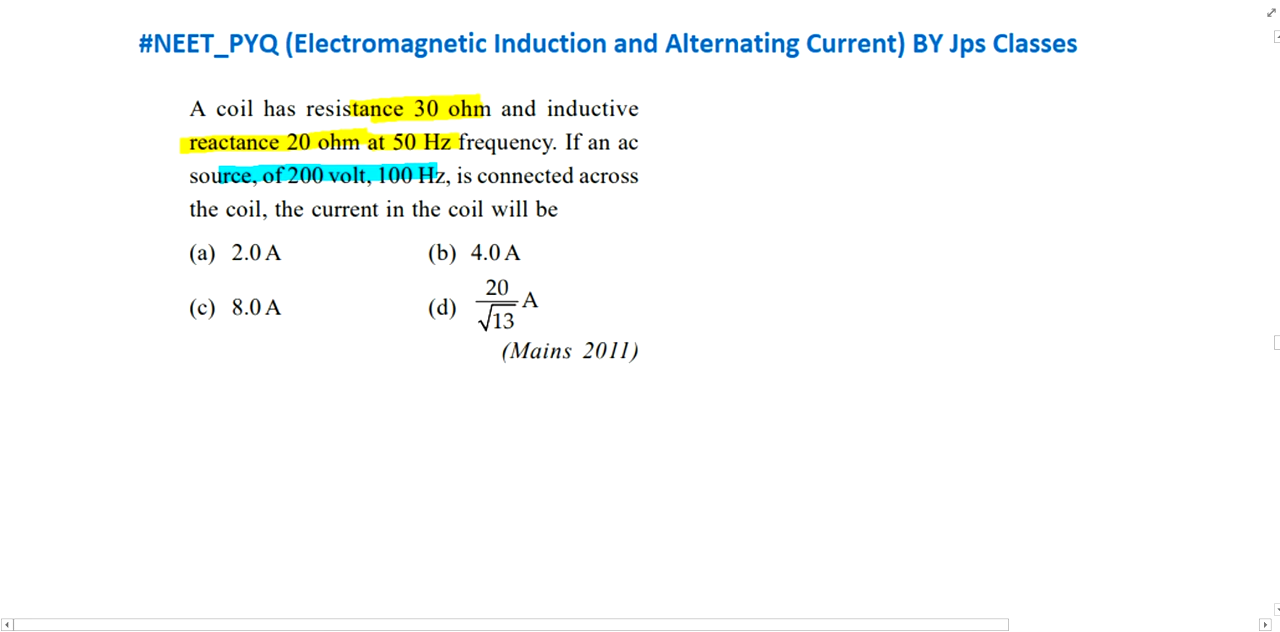 #NEET_PYQ (Electromagnetic Induction and Alternating Current) BY Jps Classes
A coil has resistance 30 ohm and inductive
reactance 20 ohm at 50 Hz frequency. If an ac
source, of 200 volt, 100 Hz, is connected across
the coil, the current in the coil will be
(a) 2.0 A (b) 4.0 A
(c) 8.0 A (d) 20/√13 A
(Mains 2011)